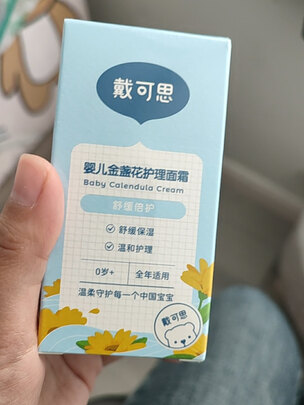 戴可思
婴儿金盏花护理面霜
Baby Calendula Cream
舒缓倍护
舒缓保湿
温和护理
0岁+ 全年适用
温柔守护每一个中国宝宝
戴可思